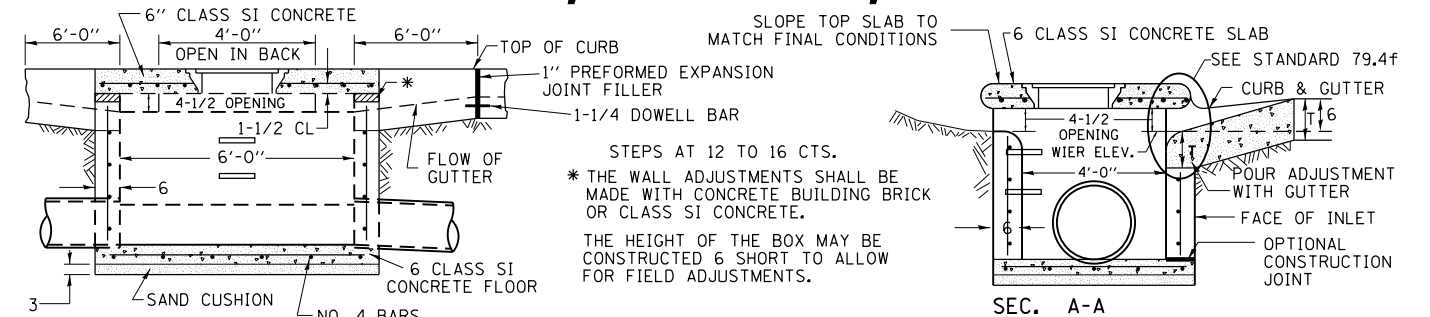 6" CLASS SI CONCRETE
6'-0"
4'-0"
6'-0"
OPEN IN BACK
TOP OF CURB
*
1" PREFORMED EXPANSION
JOINT FILLER
4-1/2 OPENING
1-1/2 CL
1-1/4 DOWELL BAR
6'-0"
FLOW OF
GUTTER
6
6 CLASS SI
CONCRETE FLOOR
SAND CUSHION
3
NO. 4 BARS
STEPS AT 12 TO 16 CTS.
* THE WALL ADJUSTMENTS SHALL BE
MADE WITH CONCRETE BUILDING BRICK
OR CLASS SI CONCRETE.
THE HEIGHT OF THE BOX MAY BE
CONSTRUCTED 6 SHORT TO ALLOW
FOR FIELD ADJUSTMENTS.
SLOPE TOP SLAB TO
MATCH FINAL CONDITIONS
6 CLASS SI CONCRETE SLAB
SEE STANDARD 79.4f
CURB & GUTTER
4-1/2
OPENING
WIER ELEV.
T
6
T
4'-0"
POUR ADJUSTMENT
WITH GUTTER
6
FACE OF INLET
OPTIONAL
CONSTRUCTION
JOINT
SEC. A-A